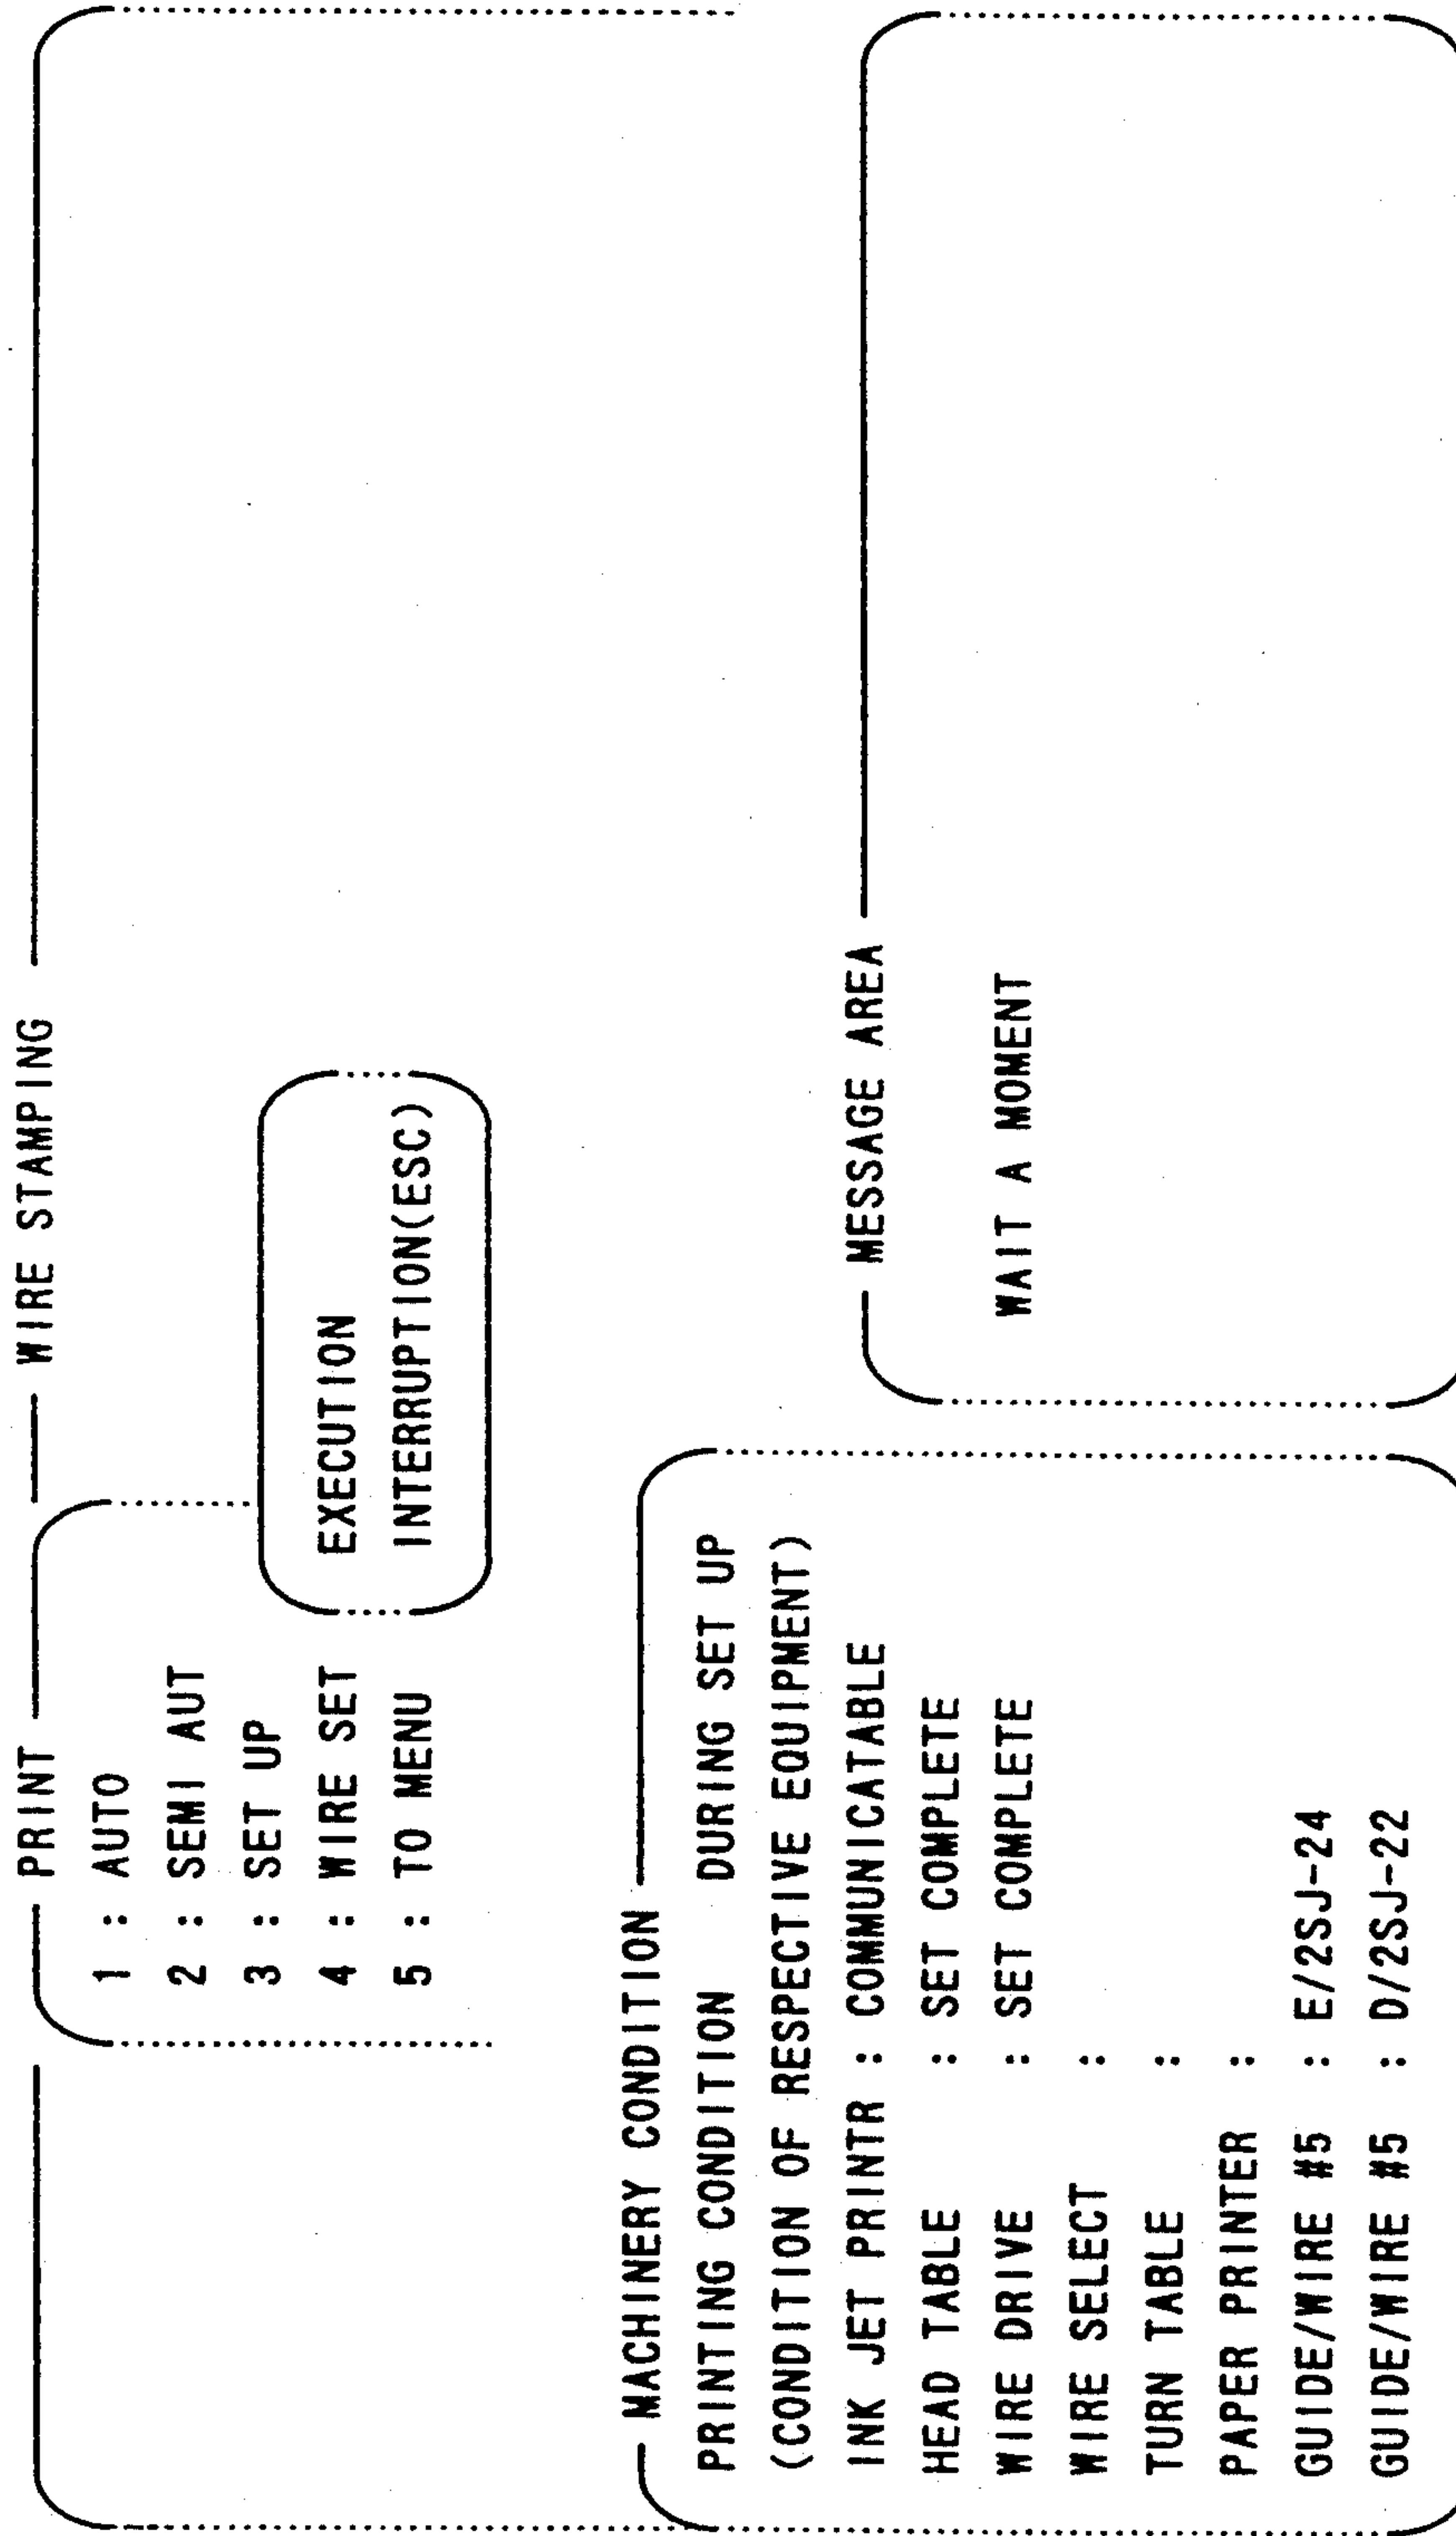 PRINT
WIRE STAMPING
1 : AUTO
2 : SEMI AUT
3 : SET UP
4 : WIRE SET
5 : TO MENU
EXECUTION
INTERRUPTION(ESC)
MACHINERY CONDITION
PRINTING CONDITION DURING SET UP
(CONDITION OF RESPECTIVE EQUIPMENT)
INK JET PRINTR : COMMUNICATABLE
HEAD TABLE : SET COMPLETE
WIRE DRIVE : SET COMPLETE
WIRE SELECT :
TURN TABLE :
PAPER PRINTER :
GUIDE/WIRE #5 : E/2SJ-24
GUIDE/WIRE #5 : D/2SJ-22
MESSAGE AREA
WAIT A MOMENT